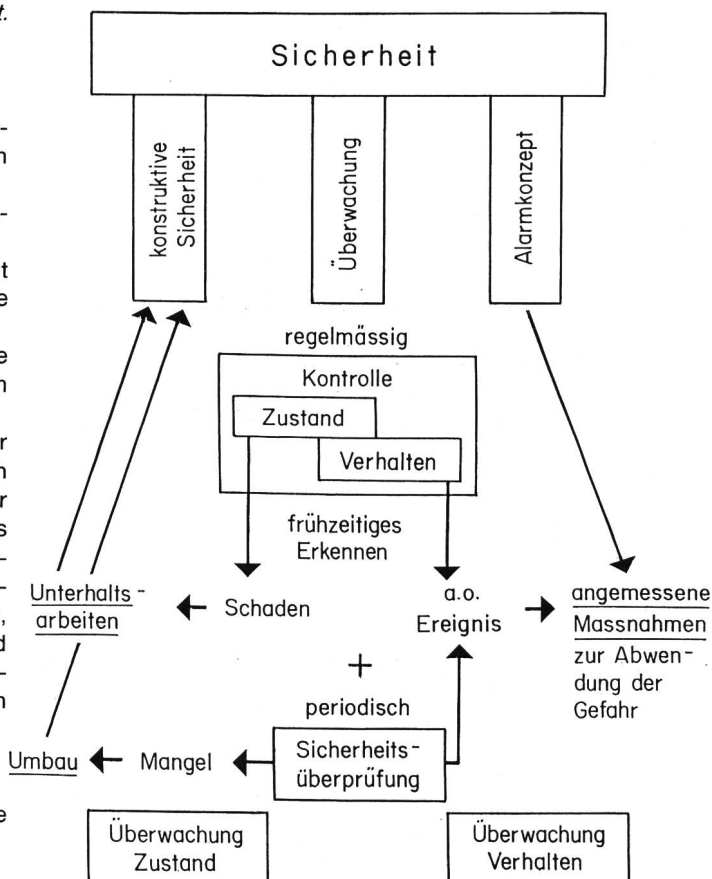 t.
Sicherheit
-
n
-
t
e
e
n
r
n
r
s
-
-
,
d
-
n
e
konstruktive
Sicherheit
Überwachung
Alarmkonzept
regelmässig
Kontrolle
Zustand
Verhalten
frühzeitiges
Erkennen
Unterhalts-
arbeiten
Schaden
a.o.
Ereignis
angemessene
Massnahmen
zur Abwen-
dung der
Gefahr
+
periodisch
Umbau
Mangel
Sicherheits-
überprüfung
Überwachung
Zustand
Überwachung
Verhalten